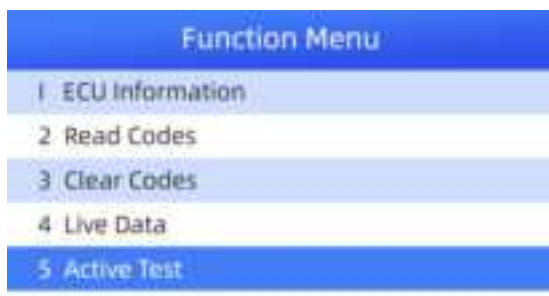 Function Menu
1 ECU Information
2 Read Codes
3 Clear Codes
4 Live Data
5 Active Test